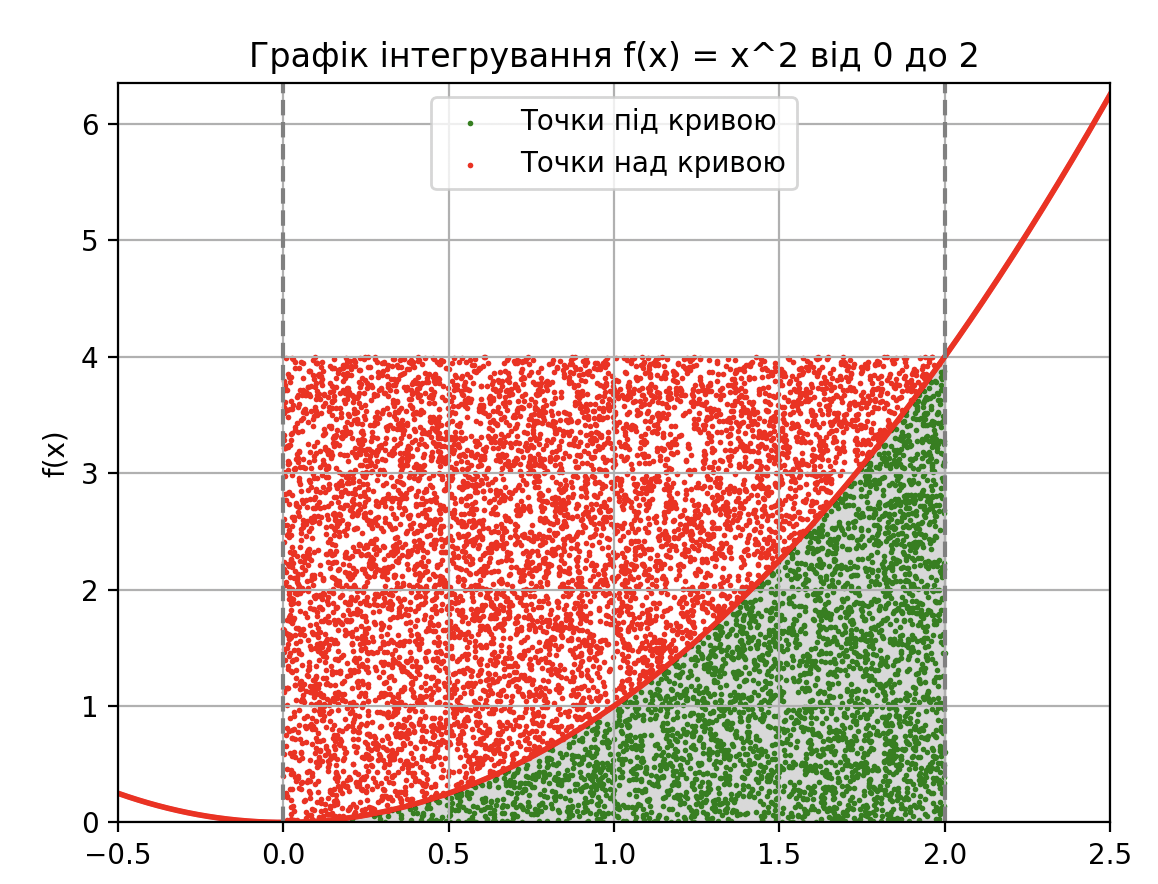 Графік інтегрування f(x) = x^2 від 0 до 2
Точки під кривою
Точки над кривою
6
5
4
3
2
1
0
f(x)
−0.5 0.0 0.5 1.0 1.5 2.0 2.5